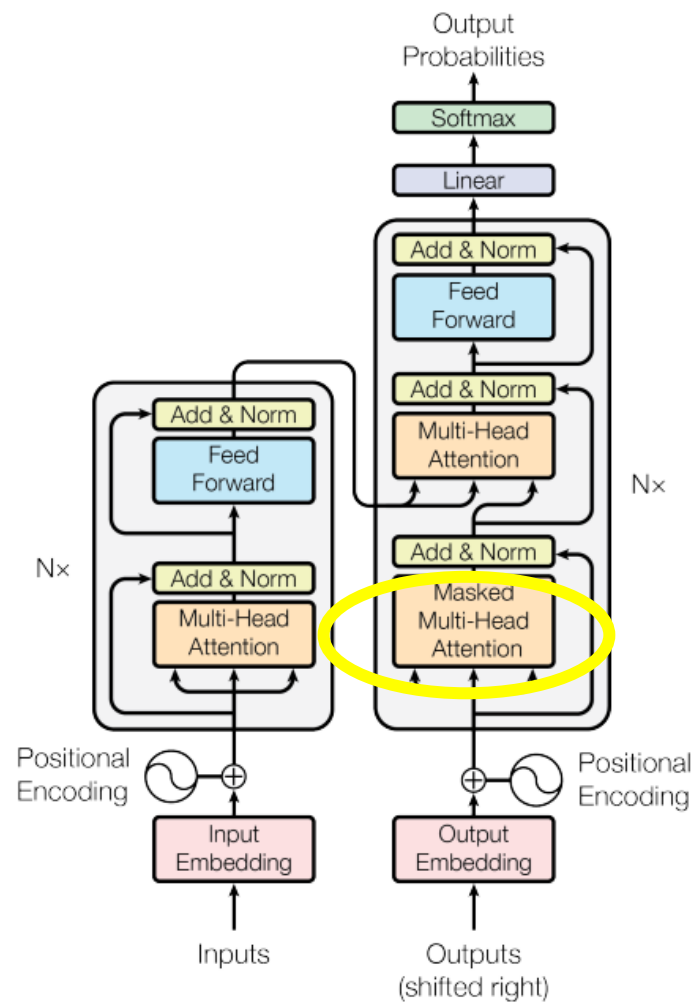 Output
Probabilities
Softmax
Linear
Add & Norm
Feed
Forward
Add & Norm
Multi-Head
Attention
Nx
Add & Norm
Masked
Multi-Head
Attention
Add & Norm
Feed
Forward
Nx
Add & Norm
Multi-Head
Attention
Positional
Encoding
Positional
Encoding
Input
Embedding
Output
Embedding
Inputs
Outputs
(shifted right)